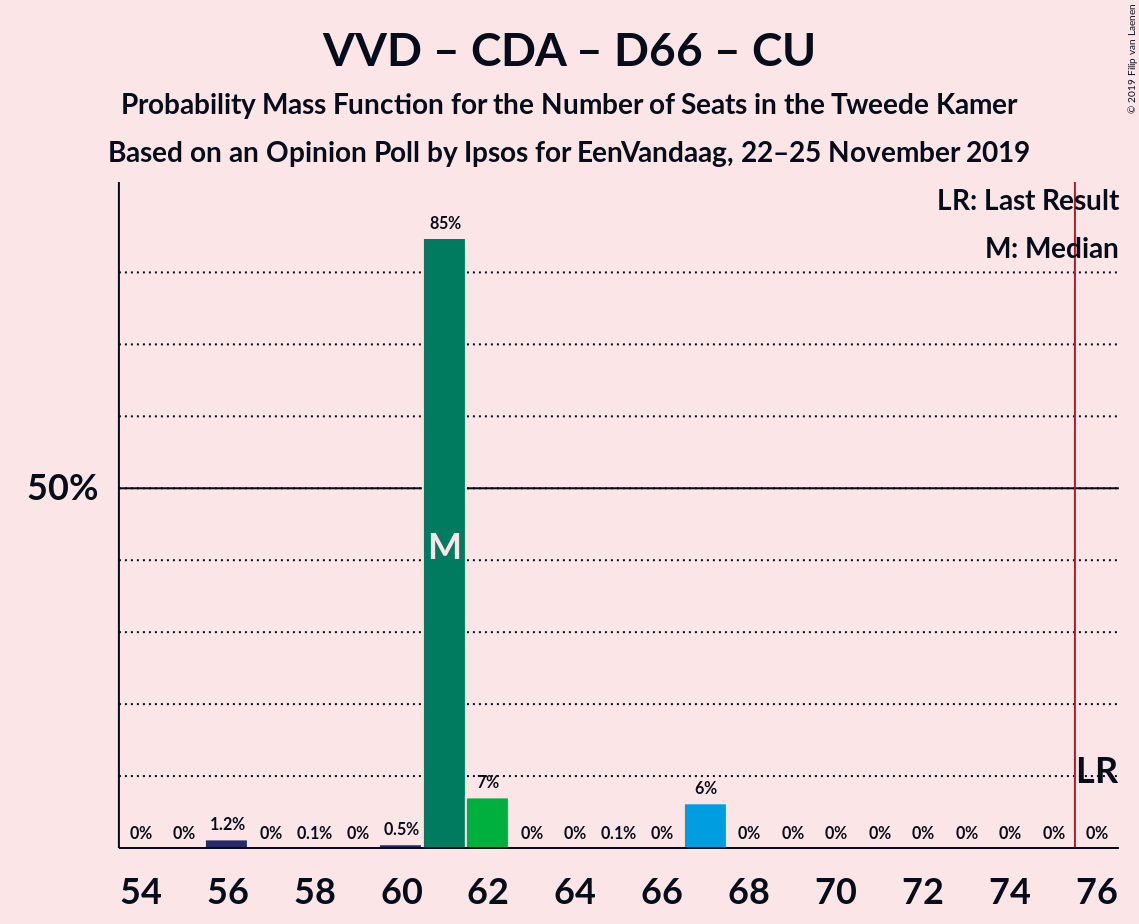 VVD – CDA – D66 – CU
Probability Mass Function for the Number of Seats in the Tweede Kamer
Based on an Opinion Poll by Ipsos for EenVandaag, 22–25 November 2019
© 2019 Filip van Laenen
LR: Last Result
M: Median
85%
50%
M
LR
0% 0% 1.2% 0% 0.1% 0% 0.5% 7% 0% 0% 0.1% 0% 6% 0% 0% 0% 0% 0% 0% 0% 0% 0%
54 56 58 60 62 64 66 68 70 72 74 76